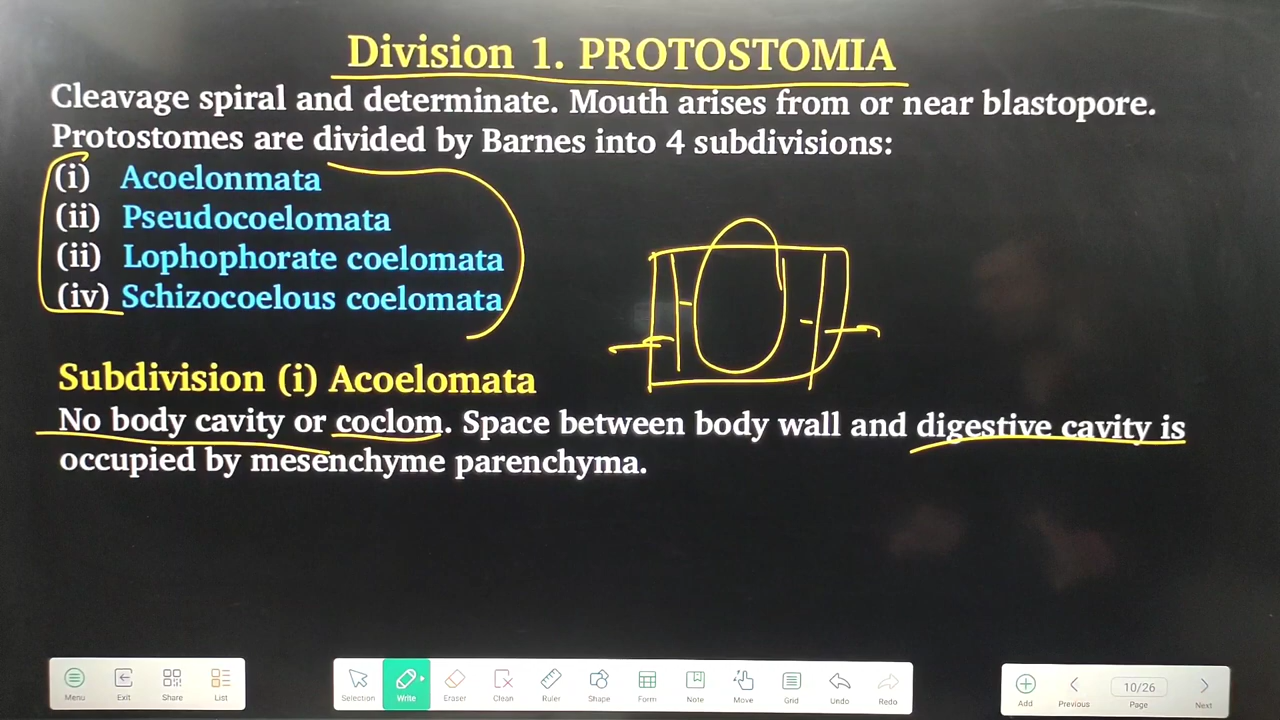 Division 1. PROTOSTOMIA
Cleavage spiral and determinate. Mouth arises from or near blastopore.
Protostomes are divided by Barnes into 4 subdivisions:
(i) Acoelonmata
(ii) Pseudocoelomata
(ii) Lophophorate coelomata
(iv) Schizocoelous coelomata
Subdivision (i) Acoelomata
No body cavity or coclom. Space between body wall and digestive cavity is
occupied by mesenchyme parenchyma.
Menu Exit Share List Selection Write Eraser Clean Ruler Shape Form Note Move Grid Undo Redo Add Previous 10/26 Page Next